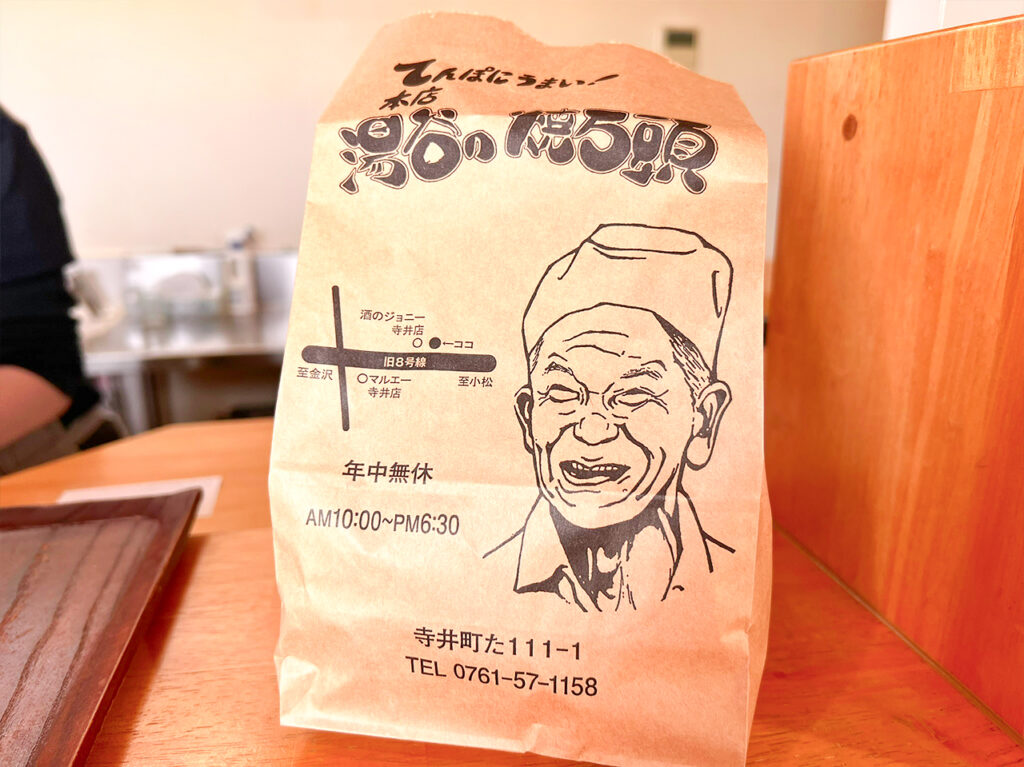 てんぽにうまい!
本店
湯谷の焼る頭
酒のジョニー
寺井店
←ココ
旧8号線
至金沢
マルエー
寺井店
至小松
年中無休
AM10:00~PM6:30
寺井町た111-1
TEL 0761-57-1158